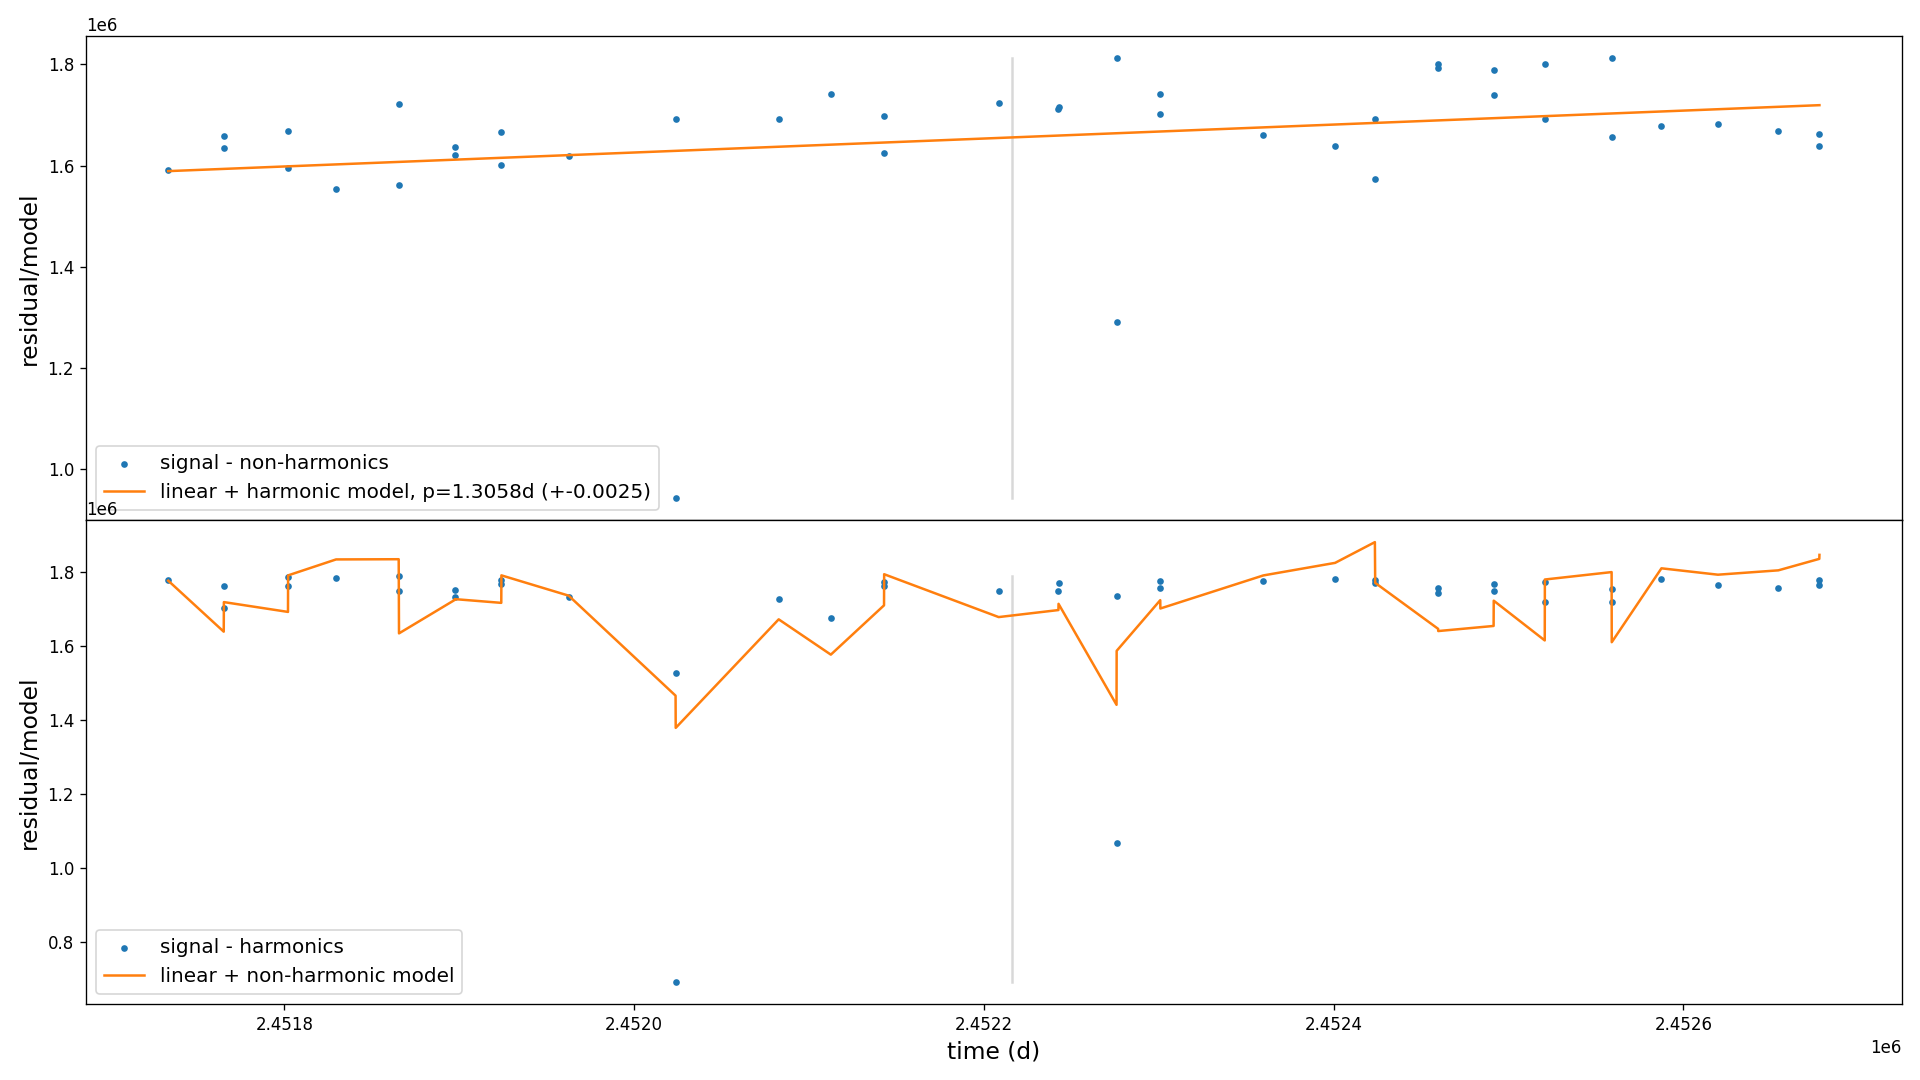 1e6
1.8
1.6
1.4
1.2
1.0
residual/model
signal - non-harmonics
linear + harmonic model, p=1.3058d (+-0.0025)
1e6
1.8
1.6
1.4
1.2
1.0
0.8
residual/model
signal - harmonics
linear + non-harmonic model
2.4518 2.4520 2.4522 2.4524 2.4526
1e6
time (d)